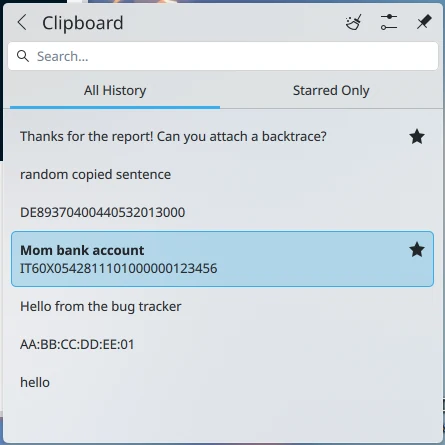 Clipboard
Search...
All History
Starred Only
Thanks for the report! Can you attach a backtrace?
random copied sentence
DE89370400440532013000
Mom bank account
IT60X0542811101000000123456
Hello from the bug tracker
AA:BB:CC:DD:EE:01
hello